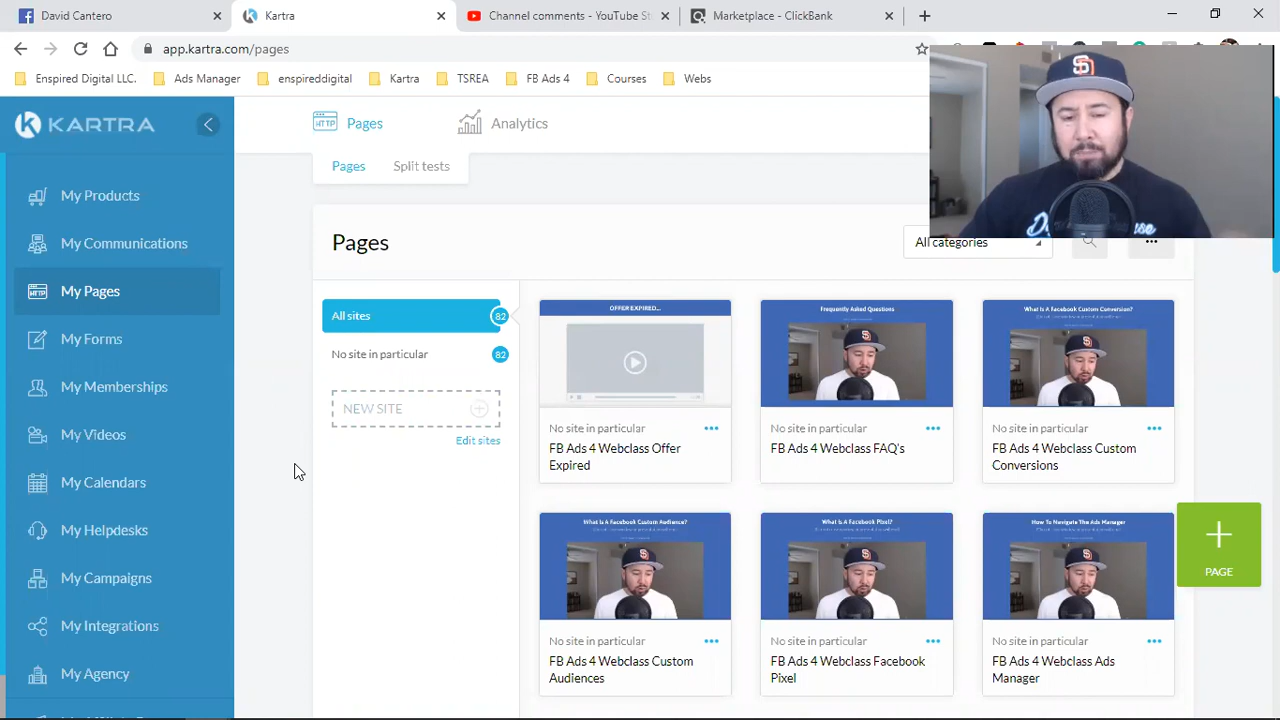 David Cantero
Kartra
Channel comments - YouTube St
Marketplace - ClickBank
app.kartra.com/pages
Enspired Digital LLC.
Ads Manager
enspireddigital
Kartra
TSREA
FB Ads 4
Courses
Webs
KARTRA
Pages
Analytics
Pages
Split tests
My Products
My Communications
My Pages
My Forms
My Memberships
My Videos
My Calendars
My Helpdesks
My Campaigns
My Integrations
My Agency
Pages
All categories
All sites
82
No site in particular
82
NEW SITE
Edit sites
OFFER EXPIRED...
No site in particular
FB Ads 4 Webclass Offer
Expired
Frequently Asked Questions
No site in particular
FB Ads 4 Webclass FAQ's
What Is A Facebook Custom Conversion?
No site in particular
FB Ads 4 Webclass Custom
Conversions
What Is A Facebook Custom Audience?
No site in particular
FB Ads 4 Webclass Custom
Audiences
What Is A Facebook Pixel?
No site in particular
FB Ads 4 Webclass Facebook
Pixel
How To Navigate The Ads Manager
No site in particular
FB Ads 4 Webclass Ads
Manager
PAGE